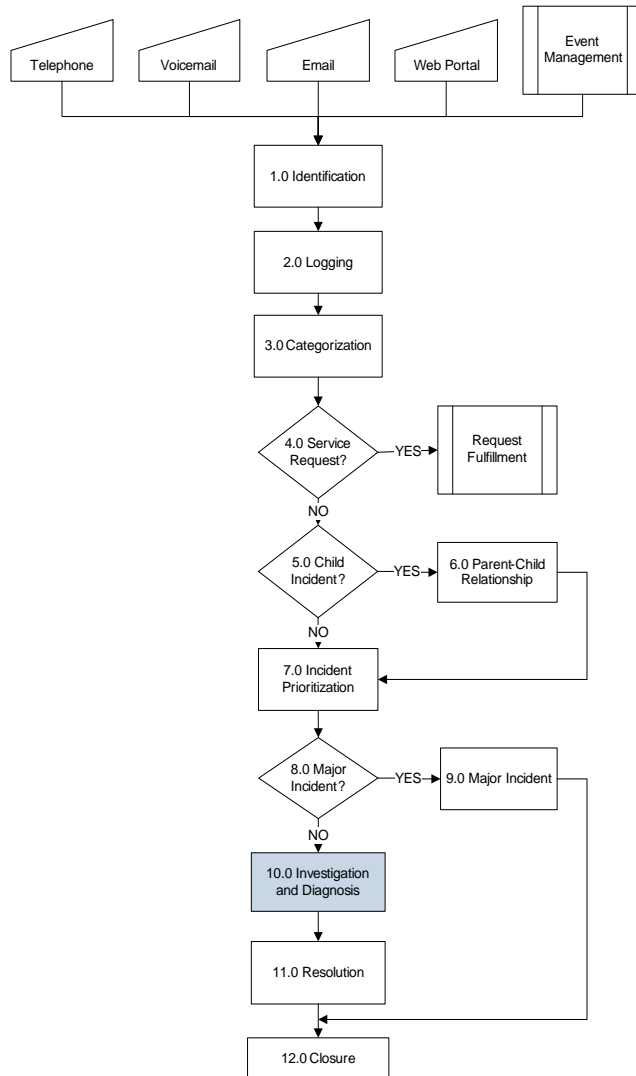 Telephone
Voicemail
Email
Web Portal
Event
Management
1.0 Identification
2.0 Logging
3.0 Categorization
4.0 Service
Request?
YES
Request
Fulfillment
NO
5.0 Child
Incident?
YES
6.0 Parent-Child
Relationship
NO
7.0 Incident
Prioritization
8.0 Major
Incident?
YES
9.0 Major Incident
NO
10.0 Investigation
and Diagnosis
11.0 Resolution
12.0 Closure